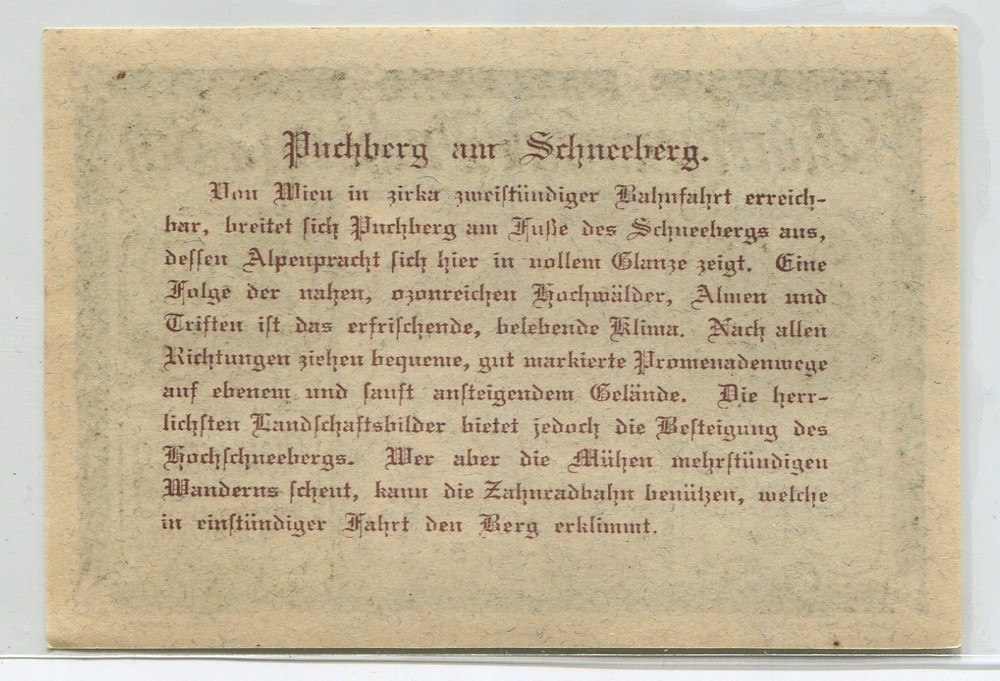 Puchberg am Schneeberg.
Von Wien in zirka zweistündiger Bahnfahrt erreich-
bar, breitet sich Puchberg am Fuße des Schneebergs aus,
dessen Alpenpracht sich hier in vollem Glanze zeigt. Eine
Folge der nahen, ozonreichen Hochwälder, Almen und
Triften ist das erfrischende, belebende Klima. Nach allen
Richtungen ziehen bequeme, gut markierte Promenadenwege
auf ebenem und sanft ansteigendem Gelände. Die herr-
lichsten Landschaftsbilder bietet jedoch die Besteigung des
Hochschneebergs. Wer aber die Mühen mehrstündigen
Wanderns scheut, kann die Zahnradbahn benützen, welche
in einstündiger Fahrt den Berg erklimmt.